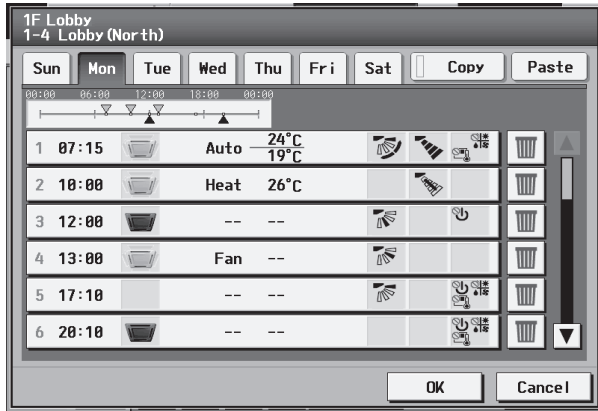 1F Lobby
1-4 Lobby(North)
Sun Mon Tue Wed Thu Fri Sat Copy Paste
00:00 06:00 12:00 18:00 00:00
1 07:15 Auto 24°C
19°C
2 10:00 Heat 26°C
3 12:00 -- --
4 13:00 Fan --
5 17:10 -- --
6 20:10 -- --
OK Cancel